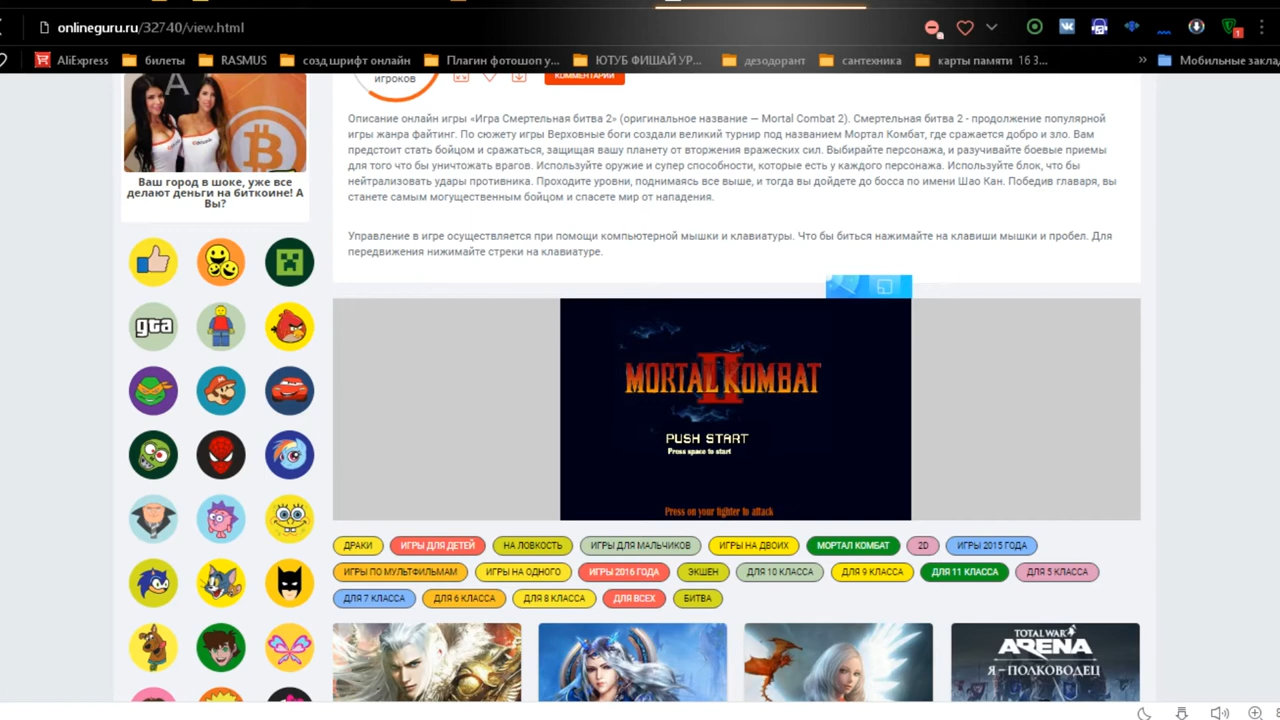 onlineguru.ru/32740/view.html
AliExpress билеты RASMUS созд шрифт онлайн Плагин фотошоп у... ЮТУБ ФИШАЙ УР... дезодорант сантехника карты памяти 16 З... » Мобильные заклад
игроков
КОММЕНТАРИИ
Описание онлайн игры «Игра Смертельная битва 2» (оригинальное название — Mortal Combat 2). Смертельная битва 2 - продолжение популярной
игры жанра файтинг. По сюжету игры Верховные боги создали великий турнир под названием Мортал Комбат, где сражается добро и зло. Вам
предстоит стать бойцом и сражаться, защищая вашу планету от вторжения вражеских сил. Выбирайте персонажа, и разучивайте боевые приемы
для того что бы уничтожать врагов. Используйте оружие и супер способности, которые есть у каждого персонажа. Используйте блок, что бы
нейтрализовать удары противника. Проходите уровни, поднимаясь все выше, и тогда вы дойдете до босса по имени Шао Кан. Победив главаря, вы
станете самым могущественным бойцом и спасете мир от нападения.
Управление в игре осуществляется при помощи компьютерной мышки и клавиатуры. Что бы биться нажимайте на клавиши мышки и пробел. Для
передвижения нижимайте стреки на клавиатуре.
Ваш город в шоке, уже все
делают деньги на биткоине! А
Вы?
gta
MORTAL KOMBAT
II
PUSH START
Press space to start
Press on your fighter to attack
ДРАКИ ИГРЫ ДЛЯ ДЕТЕЙ НА ЛОВКОСТЬ ИГРЫ ДЛЯ МАЛЬЧИКОВ ИГРЫ НА ДВОИХ МОРТАЛ КОМБАТ 2D ИГРЫ 2015 ГОДА
ИГРЫ ПО МУЛЬТФИЛЬМАМ ИГРЫ НА ОДНОГО ИГРЫ 2016 ГОДА ЭКШЕН ДЛЯ 10 КЛАССА ДЛЯ 9 КЛАССА ДЛЯ 11 КЛАССА ДЛЯ 5 КЛАССА
ДЛЯ 7 КЛАССА ДЛЯ 6 КЛАССА ДЛЯ 8 КЛАССА ДЛЯ ВСЕХ БИТВА
TOTAL WAR
ARENA
Я – ПОЛКОВОДЕЦ